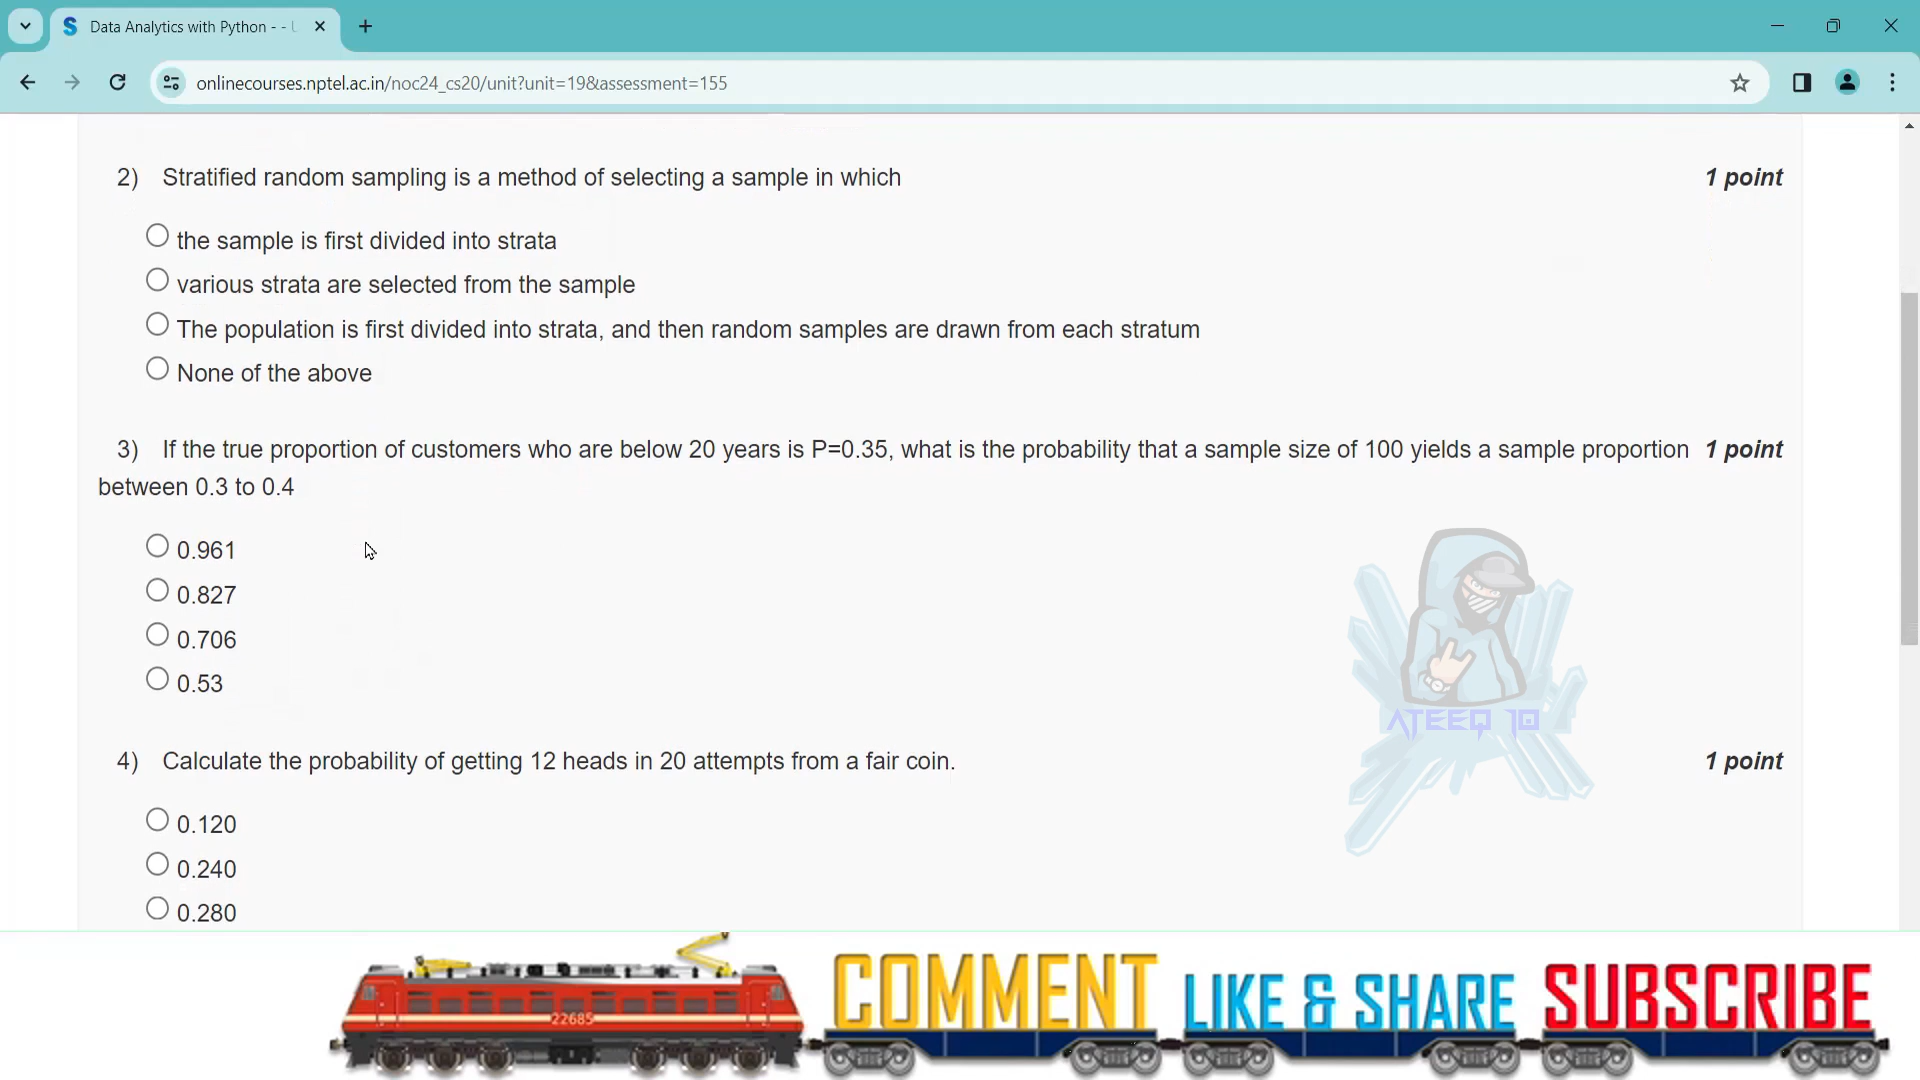 Data Analytics with Python - -
onlinecourses.nptel.ac.in/noc24_cs20/unit?unit=19&assessment=155
2) Stratified random sampling is a method of selecting a sample in which 1 point
the sample is first divided into strata
various strata are selected from the sample
The population is first divided into strata, and then random samples are drawn from each stratum
None of the above
3) If the true proportion of customers who are below 20 years is P=0.35, what is the probability that a sample size of 100 yields a sample proportion 1 point
between 0.3 to 0.4
0.961
0.827
0.706
0.53
ATEEQ 10
4) Calculate the probability of getting 12 heads in 20 attempts from a fair coin. 1 point
0.120
0.240
0.280
COMMENT LIKE & SHARE SUBSCRIBE
22685